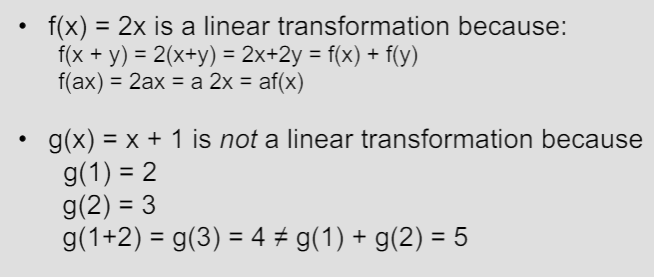 • f(x) = 2x is a linear transformation because:
f(x + y) = 2(x+y) = 2x+2y = f(x) + f(y)
f(ax) = 2ax = a 2x = af(x)
• g(x) = x + 1 is not a linear transformation because
g(1) = 2
g(2) = 3
g(1+2) = g(3) = 4 ≠ g(1) + g(2) = 5